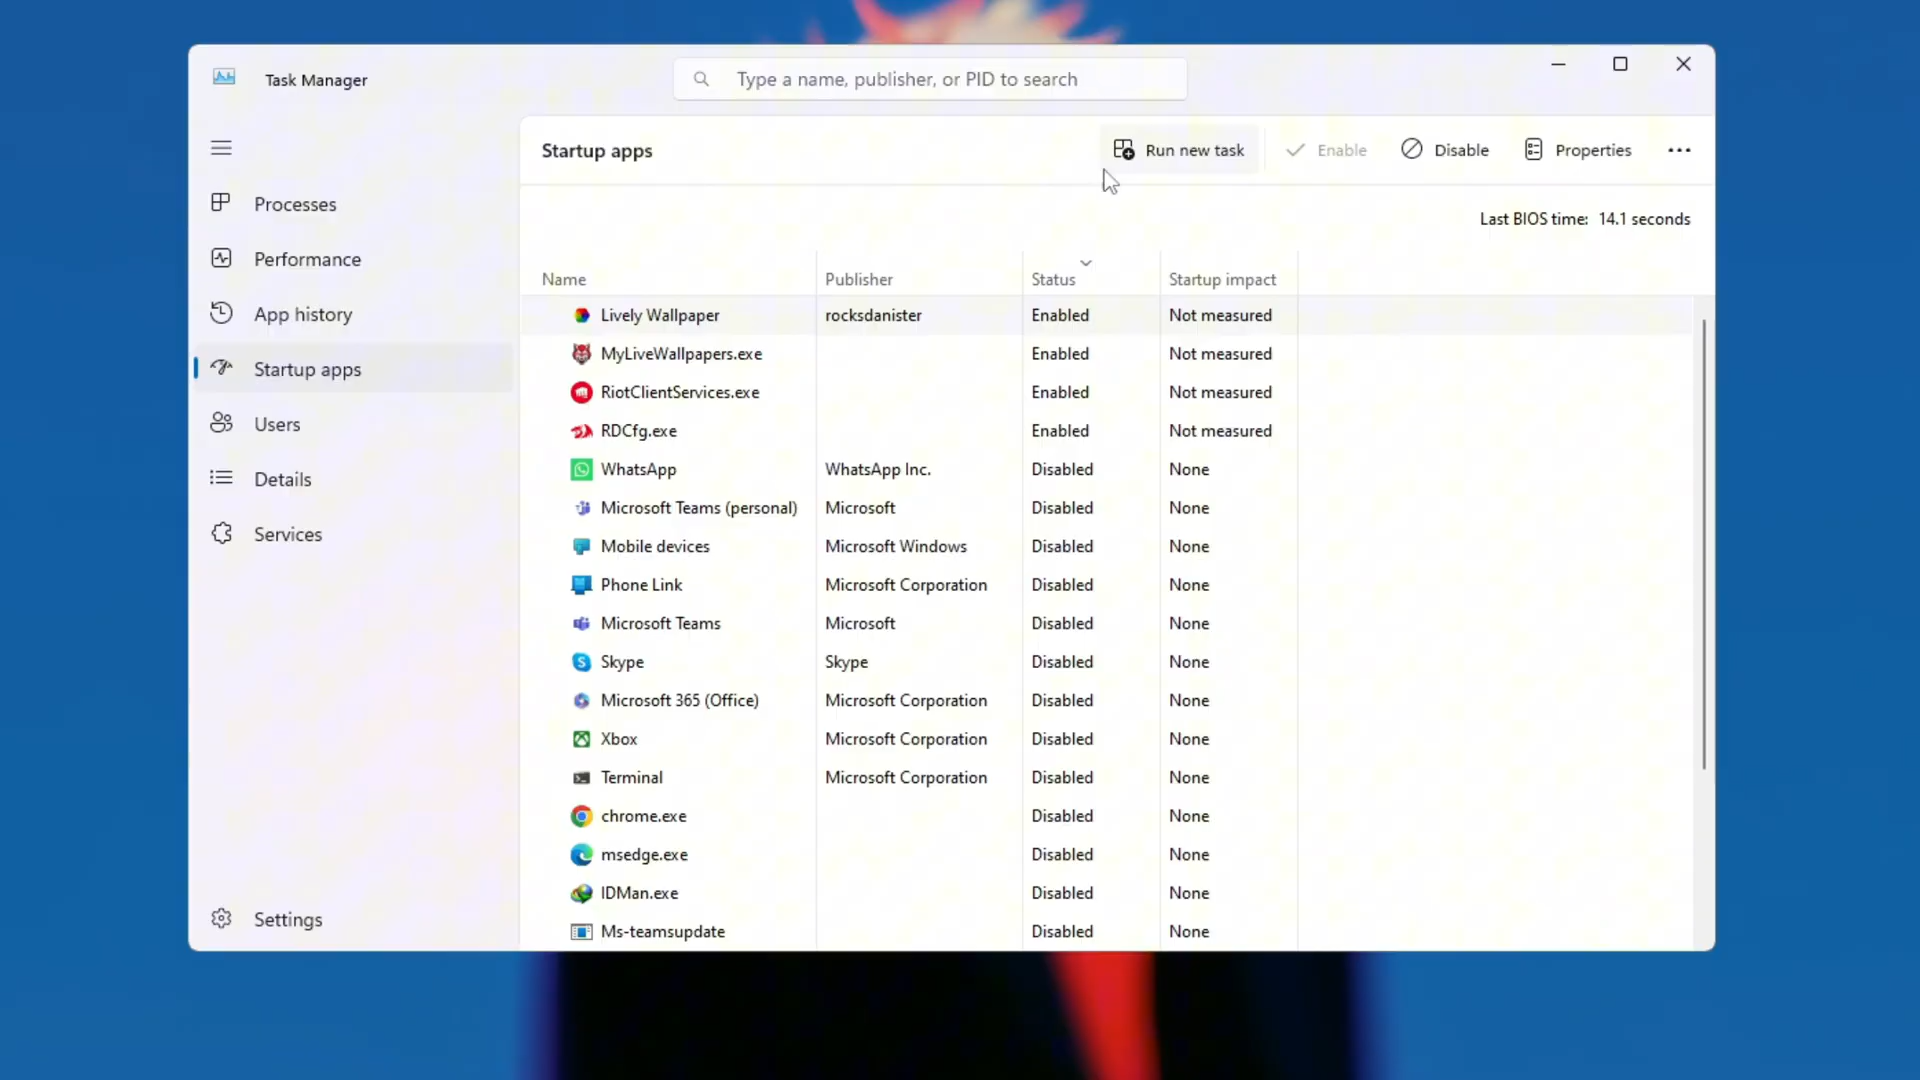 Task Manager
Type a name, publisher, or PID to search
Startup apps
Run new task
Enable
Disable
Properties
Processes
Performance
App history
Startup apps
Users
Details
Services
Settings
Last BIOS time: 14.1 seconds
Name Publisher Status Startup impact
Lively Wallpaper rocksdanister Enabled Not measured
MyLiveWallpapers.exe Enabled Not measured
RiotClientServices.exe Enabled Not measured
RDCfg.exe Enabled Not measured
WhatsApp WhatsApp Inc. Disabled None
Microsoft Teams (personal) Microsoft Disabled None
Mobile devices Microsoft Windows Disabled None
Phone Link Microsoft Corporation Disabled None
Microsoft Teams Microsoft Disabled None
Skype Skype Disabled None
Microsoft 365 (Office) Microsoft Corporation Disabled None
Xbox Microsoft Corporation Disabled None
Terminal Microsoft Corporation Disabled None
chrome.exe Disabled None
msedge.exe Disabled None
IDMan.exe Disabled None
Ms-teamsupdate Disabled None